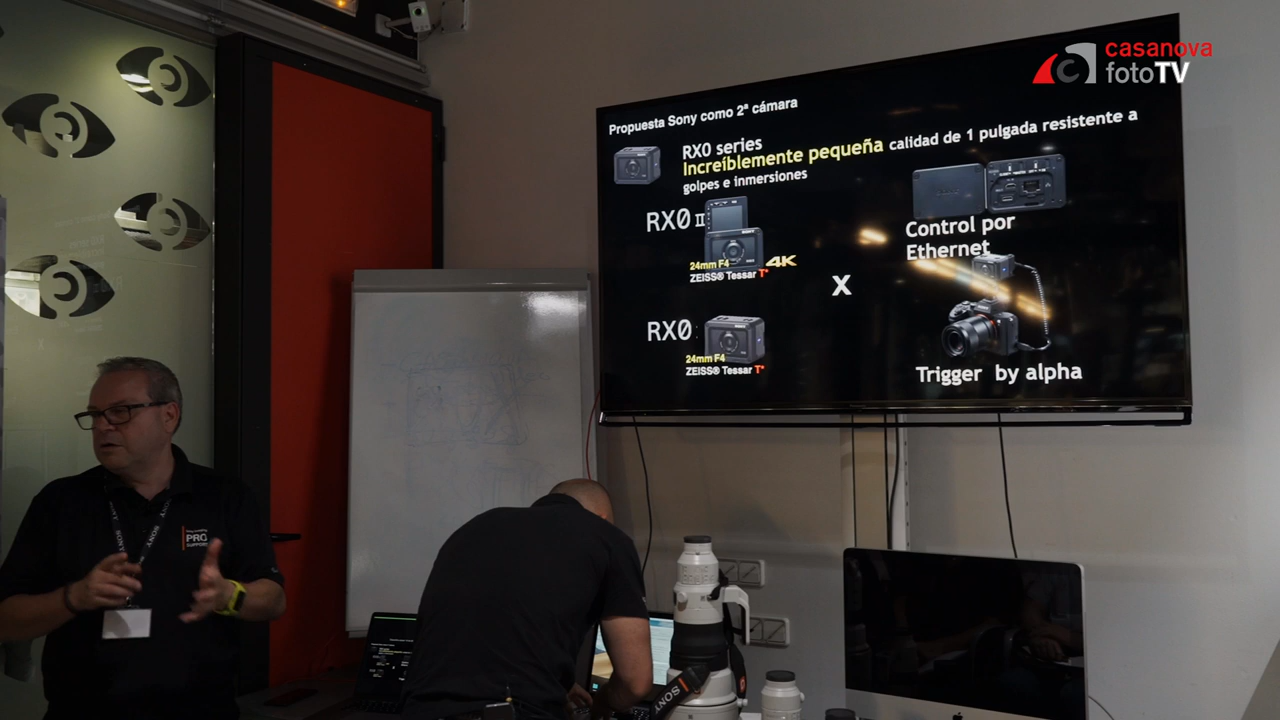 casanova
fotoTV
Propuesta Sony como 2ª cámara
RX0 series
Increíblemente pequeña calidad de 1 pulgada resistente a
golpes e inmersiones
RX0 II
24mm F4
4K
ZEISS® Tessar T*
X
Control por
Ethernet
RX0
24mm F4
ZEISS® Tessar T*
Trigger by alpha
SONY
PRO
SUPPORT
SONY